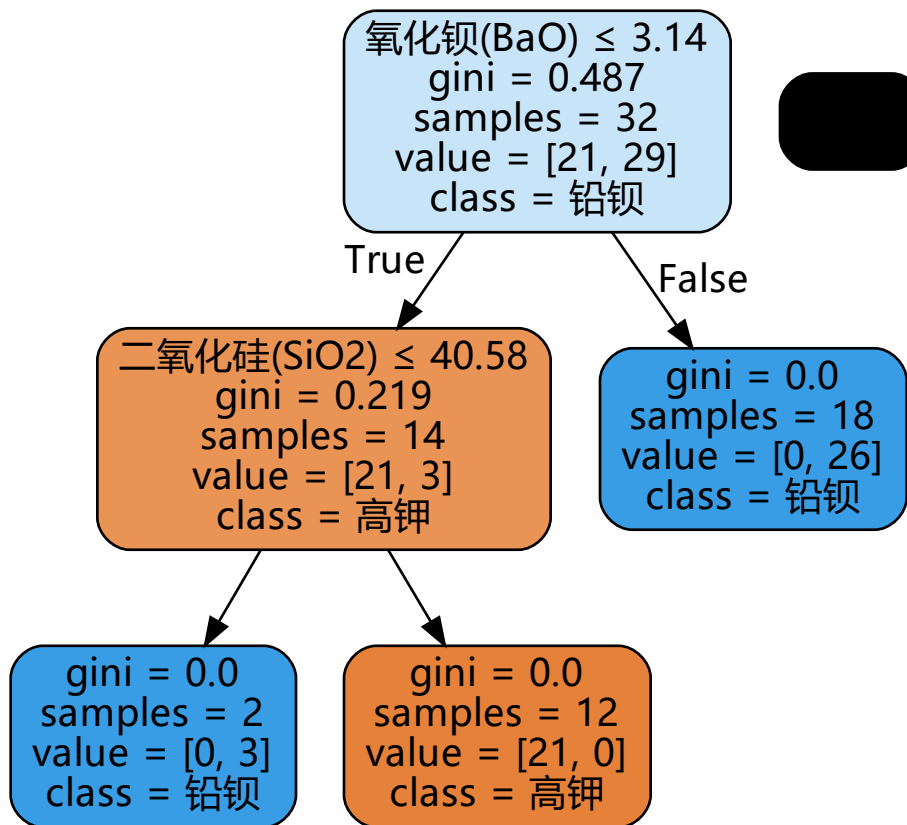 氧化钡(BaO) ≤ 3.14
gini = 0.487
samples = 32
value = [21, 29]
class = 铅钡
True
False
二氧化硅(SiO2) ≤ 40.58
gini = 0.219
samples = 14
value = [21, 3]
class = 高钾
gini = 0.0
samples = 18
value = [0, 26]
class = 铅钡
gini = 0.0
samples = 2
value = [0, 3]
class = 铅钡
gini = 0.0
samples = 12
value = [21, 0]
class = 高钾